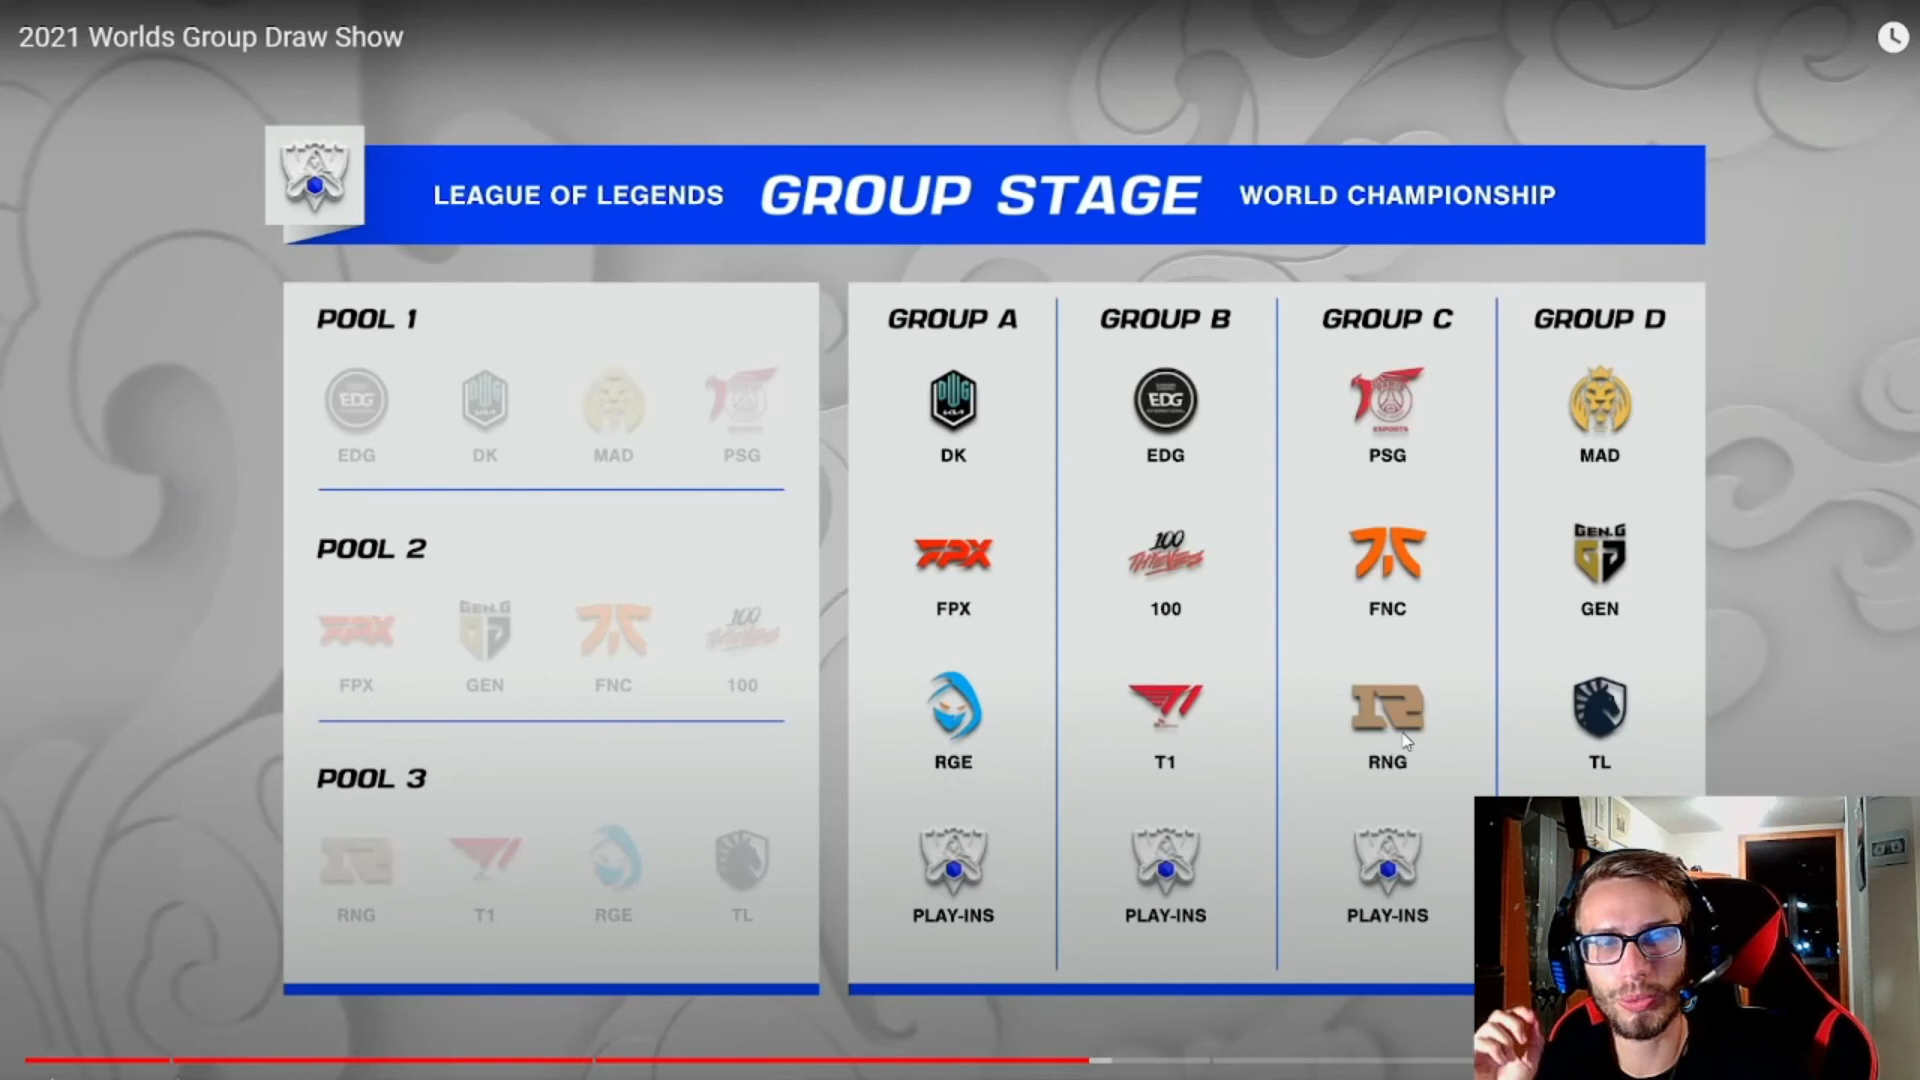 2021 Worlds Group Draw Show
LEAGUE OF LEGENDS GROUP STAGE WORLD CHAMPIONSHIP
POOL 1
EDG DK MAD PSG
POOL 2
FPX GEN FNC 100
POOL 3
RNG T1 RGE TL
GROUP A GROUP B GROUP C GROUP D
DK EDG PSG MAD
FPX 100 FNC GEN
RGE T1 RNG TL
PLAY-INS PLAY-INS PLAY-INS